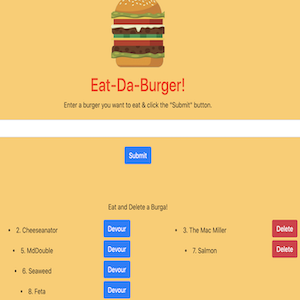 Eat-Da-Burger!
Enter a burger you want to eat & click the "Submit" button.
Submit
Eat and Delete a Burga!
2. Cheeseanator
Devour
3. The Mac Miller
Delete
5. MdDouble
Devour
7. Salmon
Delete
6. Seaweed
Devour
8. Feta
Devour